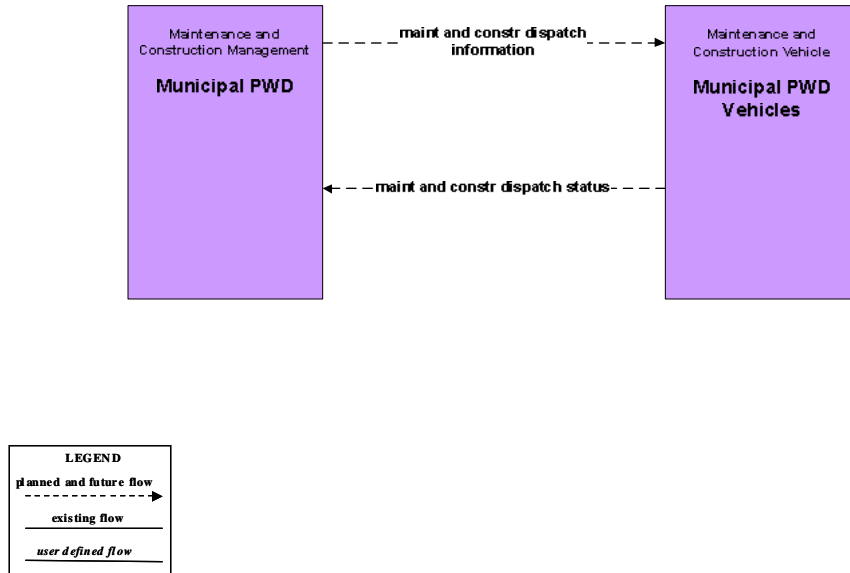 Maintenance and
Construction Management
Municipal PWD
maint and constr dispatch
information
Maintenance and
Construction Vehicle
Municipal PWD
Vehicles
maint and constr dispatch status
LEGEND
planned and future flow
existing flow
user defined flow